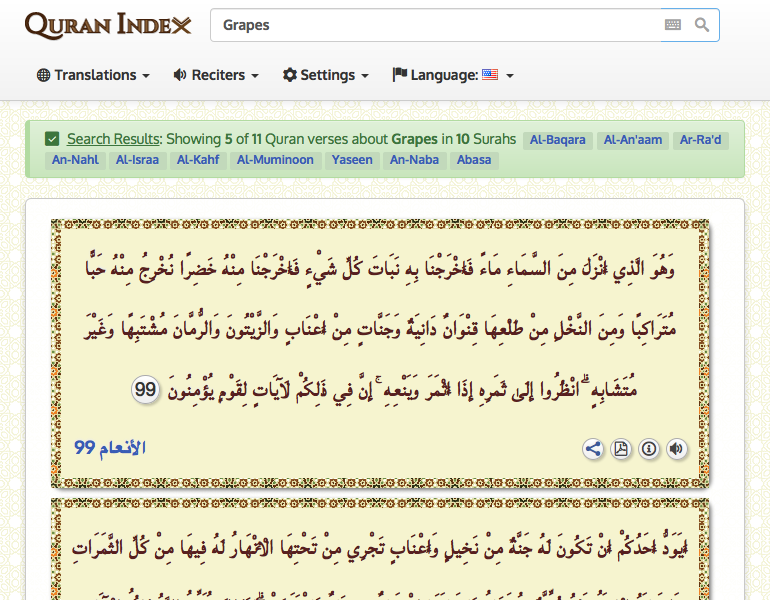 QURAN INDEX
Grapes
Translations Reciters Settings Language:
Search Results: Showing 5 of 11 Quran verses about Grapes in 10 Surahs Al-Baqara Al-An'aam Ar-Ra'd
An-Nahl Al-Israa Al-Kahf Al-Muminoon Yaseen An-Naba Abasa
وَهُوَ الَّذِي أَنْزَلَ مِنَ السَّمَاءِ مَاءً فَأَخْرَجْنَا بِهِ نَبَاتَ كُلِّ شَيْءٍ فَأَخْرَجْنَا مِنْهُ خَضِرًا نُخْرِجُ مِنْهُ حَبًّا
مُتَرَاكِبًا وَمِنَ النَّخْلِ مِنْ طَلْعِهَا قِنْوَانٌ دَانِيَةٌ وَجَنَّاتٍ مِنْ أَعْنَابٍ وَالزَّيْتُونَ وَالرُّمَّانَ مُشْتَبِهًا وَغَيْرَ
مُتَشَابِهٍ ۗ انْظُرُوا إِلَىٰ ثَمَرِهِ إِذَا أَثْمَرَ وَيَنْعِهِ ۚ إِنَّ فِي ذَٰلِكُمْ لَآيَاتٍ لِقَوْمٍ يُؤْمِنُونَ 99
الأنعام 99
أَيَوَدُّ أَحَدُكُمْ أَنْ تَكُونَ لَهُ جَنَّةٌ مِنْ نَخِيلٍ وَأَعْنَابٍ تَجْرِي مِنْ تَحْتِهَا الْأَنْهَارُ لَهُ فِيهَا مِنْ كُلِّ الثَّمَرَاتِ